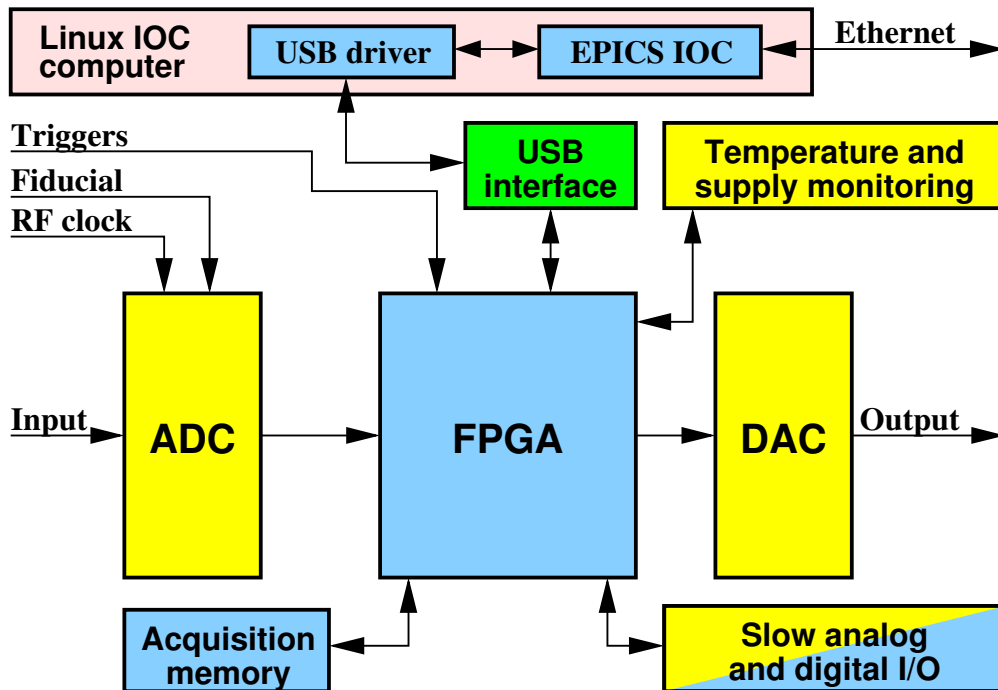 Linux IOC
computer
USB driver
EPICS IOC
Ethernet
Triggers
Fiducial
RF clock
USB
interface
Temperature and
supply monitoring
Input
ADC
FPGA
DAC
Output
Acquisition
memory
Slow analog
and digital I/O